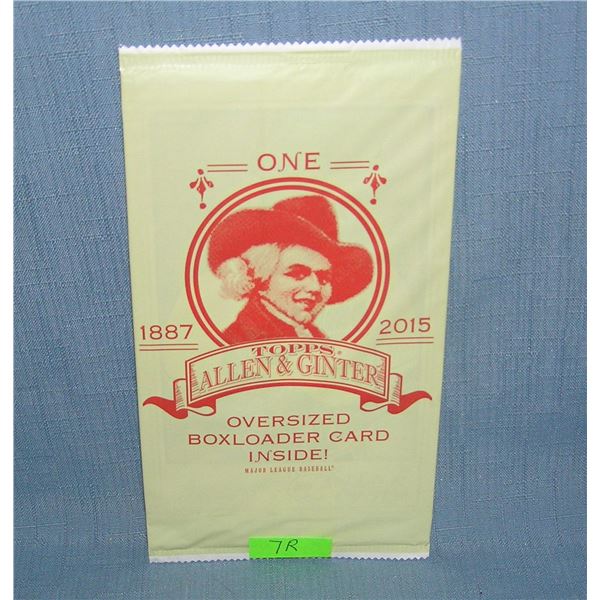 ONE
1887 2015
TOPPS®
ALLEN & GINTER
OVERSIZED
BOXLOADER CARD
INSIDE!
MAJOR LEAGUE BASEBALL®
7R